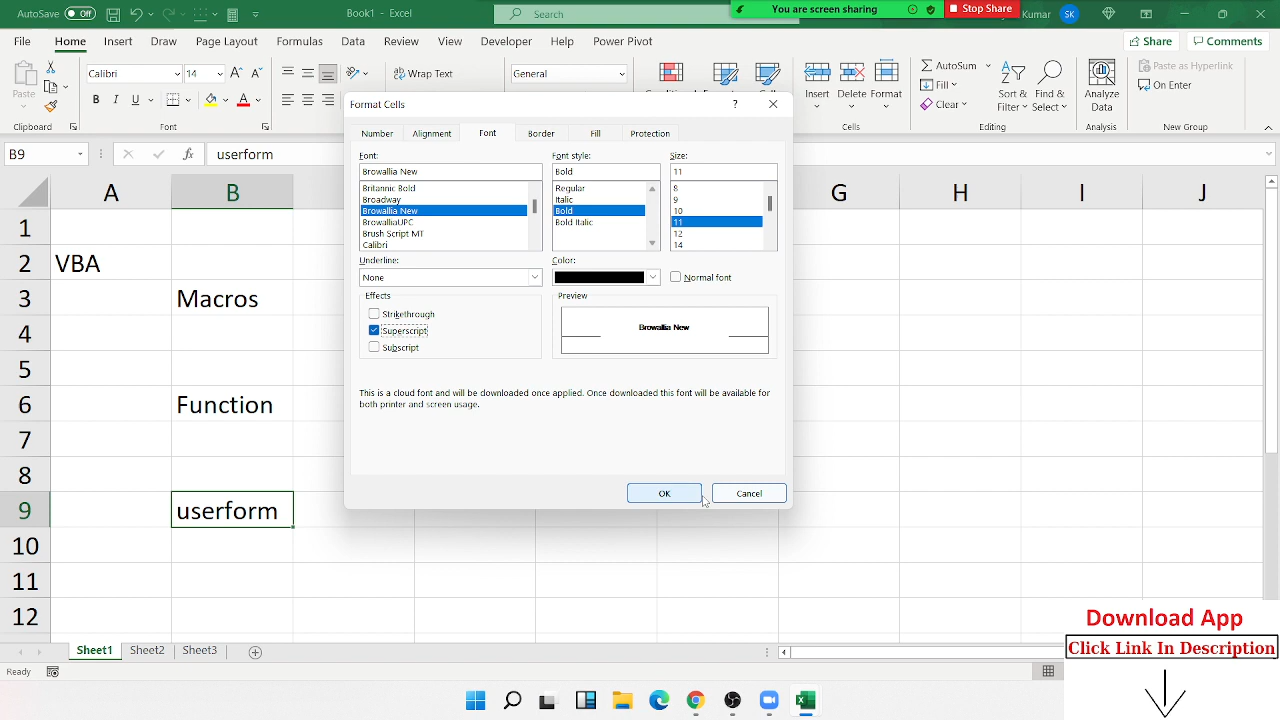 AutoSave Off Book1 - Excel Search You are screen sharing Stop Share Kumar SK
File Home Insert Draw Page Layout Formulas Data Review View Developer Help Power Pivot Share Comments
Paste Calibri 14 Wrap Text General Insert Delete Format AutoSum Fill Clear Sort & Filter Find & Select Analyze Data Paste as Hyperlink On Enter
Clipboard Font Cells Editing Analysis New Group
B9 fx userform
Format Cells ?
Number Alignment Font Border Fill Protection
Font: Font style: Size:
Browallia New Bold 11
Britannic Bold Regular 8
Broadway Italic 9
Browallia New Bold 10
BrowalliaUPC Bold Italic 11
Brush Script MT 12
Calibri 14
Underline: Color:
None Normal font
Effects Preview
Strikethrough
Superscript Browallia New
Subscript
This is a cloud font and will be downloaded once applied. Once downloaded this font will be available for
both printer and screen usage.
OK Cancel
A B G H I J
1
2 VBA
3 Macros
4
5
6 Function
7
8
9 userform
10
11
12
Sheet1 Sheet2 Sheet3
Ready
Download App
Click Link In Description